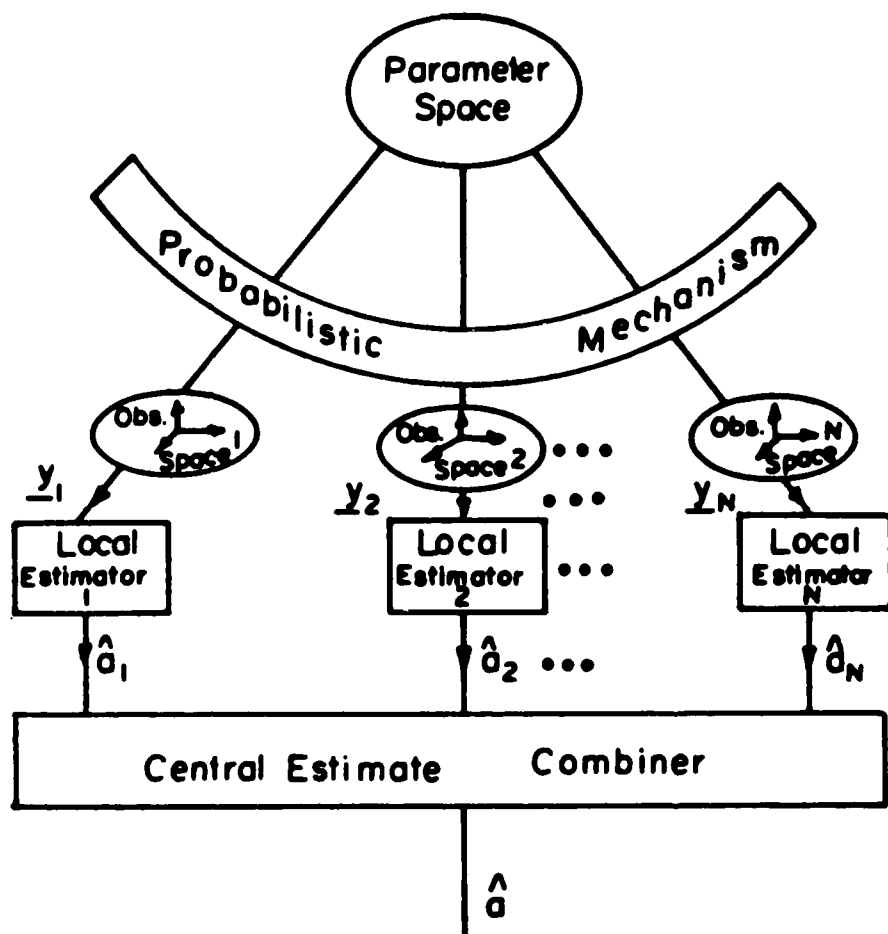 Parameter
Space
Probabilistic Mechanism
Obs.
Space 1
Obs.
Space 2
Obs.
Space N
y1
y2
yN
Local
Estimator
1
Local
Estimator
2
Local
Estimator
N
â1
â2
âN
Central Estimate Combiner
â